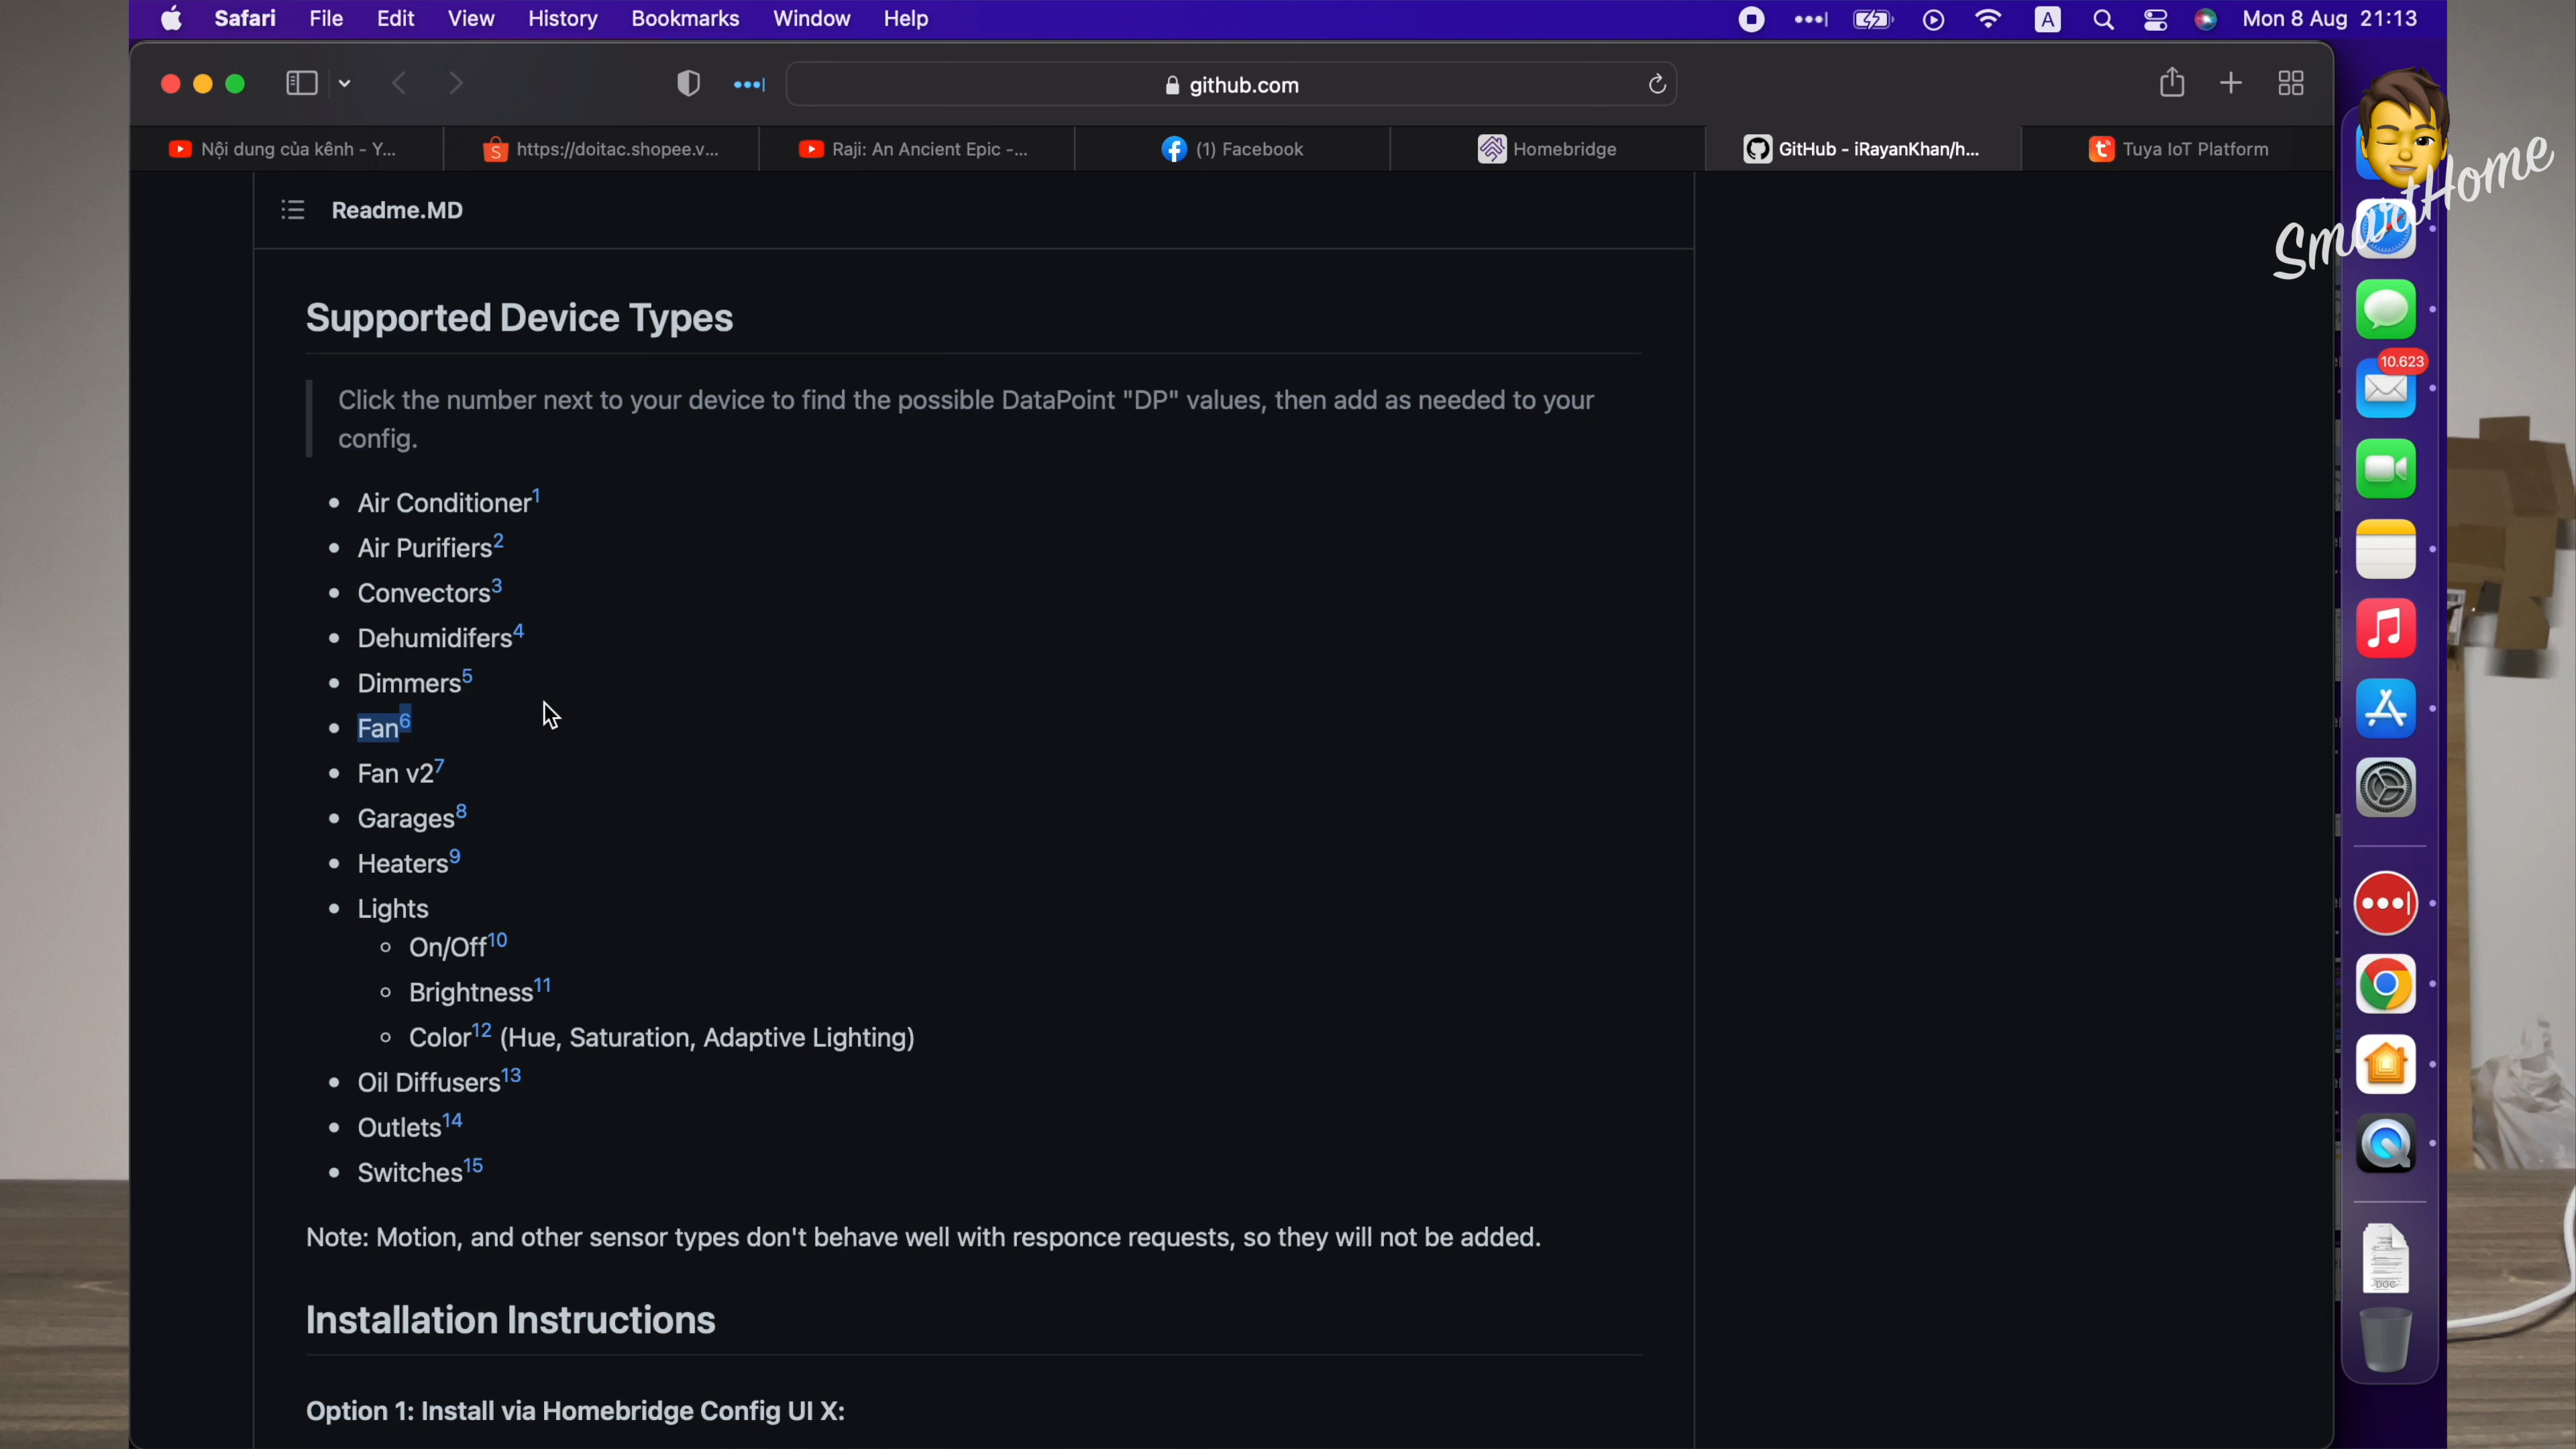 Safari File Edit View History Bookmarks Window Help
A
Mon 8 Aug 21:13
github.com
Nội dung của kênh - Y...
https://doitac.shopee.v...
Raji: An Ancient Epic -...
(1) Facebook
Homebridge
GitHub - iRayanKhan/h...
Tuya IoT Platform
SmartHome
10.623
Readme.MD
Supported Device Types
Click the number next to your device to find the possible DataPoint "DP" values, then add as needed to your
config.
Air Conditioner1
Air Purifiers2
Convectors3
Dehumidifers4
Dimmers5
Fan6
Fan v27
Garages8
Heaters9
Lights
On/Off10
Brightness11
Color12 (Hue, Saturation, Adaptive Lighting)
Oil Diffusers13
Outlets14
Switches15
Note: Motion, and other sensor types don't behave well with responce requests, so they will not be added.
DOC
Installation Instructions
Option 1: Install via Homebridge Config UI X: